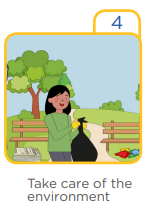 4
Take care of the
environment